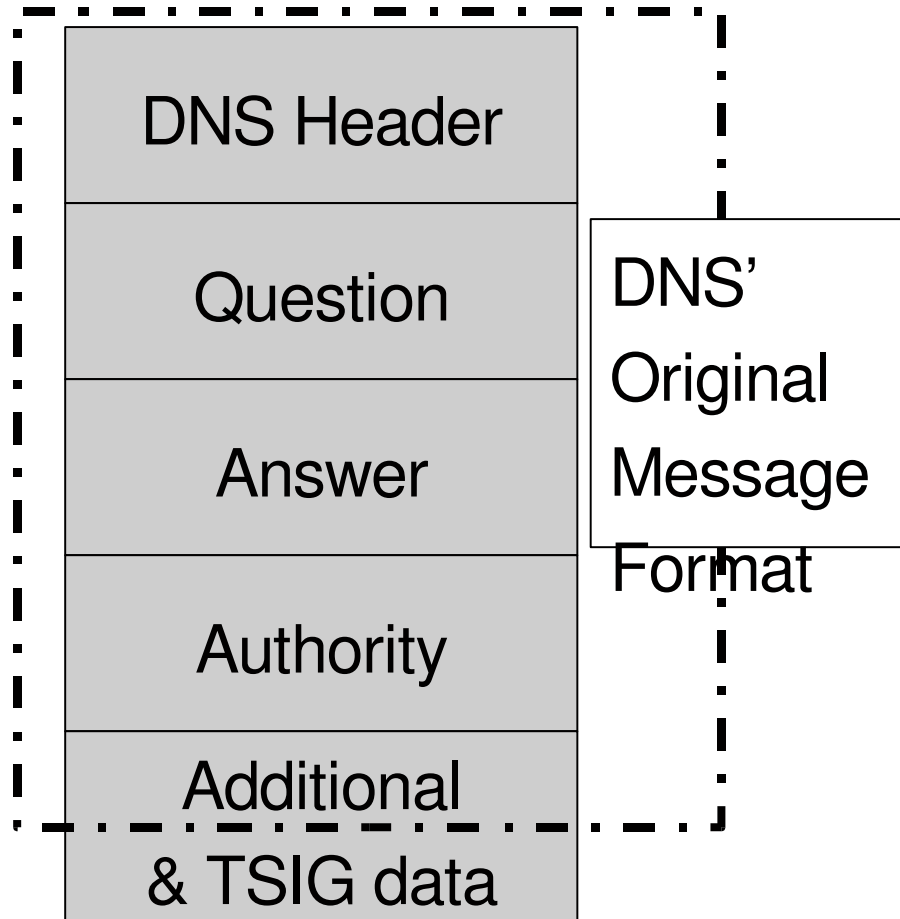 DNS Header
Question
Answer
Authority
Additional
& TSIG data
DNS’
Original
Message
Format